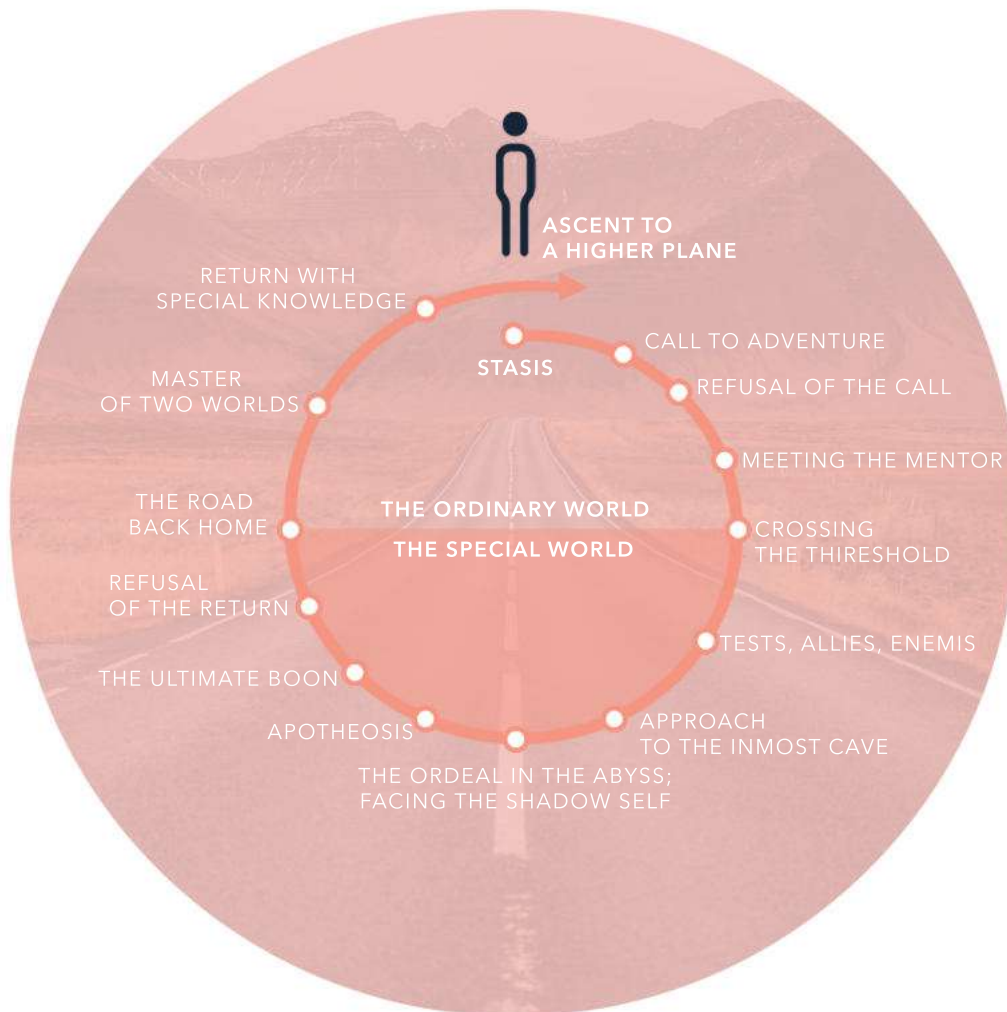 ASCENT TO
A HIGHER PLANE
RETURN WITH
SPECIAL KNOWLEDGE
STASIS
CALL TO ADVENTURE
MASTER
OF TWO WORLDS
REFUSAL OF THE CALL
MEETING THE MENTOR
THE ROAD
BACK HOME
THE ORDINARY WORLD
THE SPECIAL WORLD
CROSSING
THE THIRESHOLD
REFUSAL
OF THE RETURN
TESTS, ALLIES, ENEMIS
THE ULTIMATE BOON
APOTHEOSIS
APPROACH
TO THE INMOST CAVE
THE ORDEAL IN THE ABYSS;
FACING THE SHADOW SELF